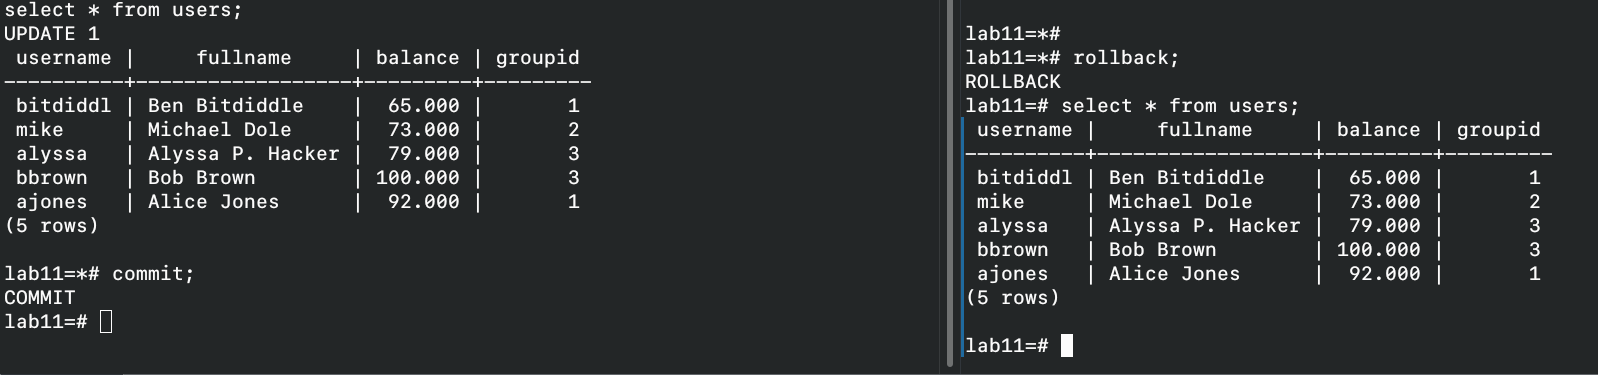 select * from users;
UPDATE 1
 username |     fullname     | balance | groupid
----------+------------------+---------+---------
 bitdiddl | Ben Bitdiddle    |  65.000 |       1
 mike     | Michael Dole     |  73.000 |       2
 alyssa   | Alyssa P. Hacker |  79.000 |       3
 bbrown   | Bob Brown        | 100.000 |       3
 ajones   | Alice Jones      |  92.000 |       1
(5 rows)
lab11=*# commit;
COMMIT
lab11=#
lab11=*#
lab11=*# rollback;
ROLLBACK
lab11=# select * from users;
 username |     fullname     | balance | groupid
----------+------------------+---------+---------
 bitdiddl | Ben Bitdiddle    |  65.000 |       1
 mike     | Michael Dole     |  73.000 |       2
 alyssa   | Alyssa P. Hacker |  79.000 |       3
 bbrown   | Bob Brown        | 100.000 |       3
 ajones   | Alice Jones      |  92.000 |       1
(5 rows)
lab11=#